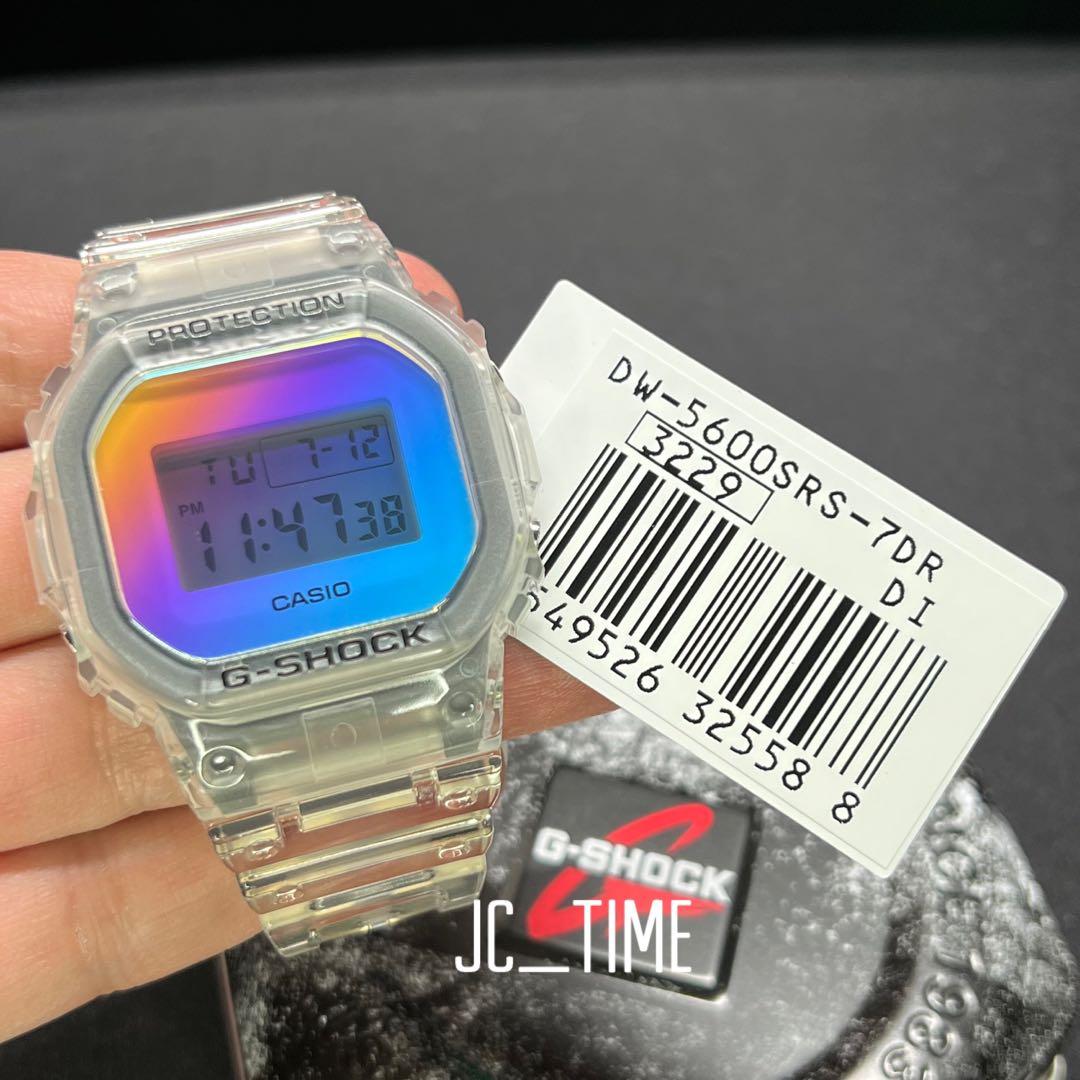 PROTECTION
TU 7-12
PM 11:47 38
CASIO
G-SHOCK
DW-5600SRS-7DR
3229 DI
549526 32558 8
G-SHOCK
JC_TIME